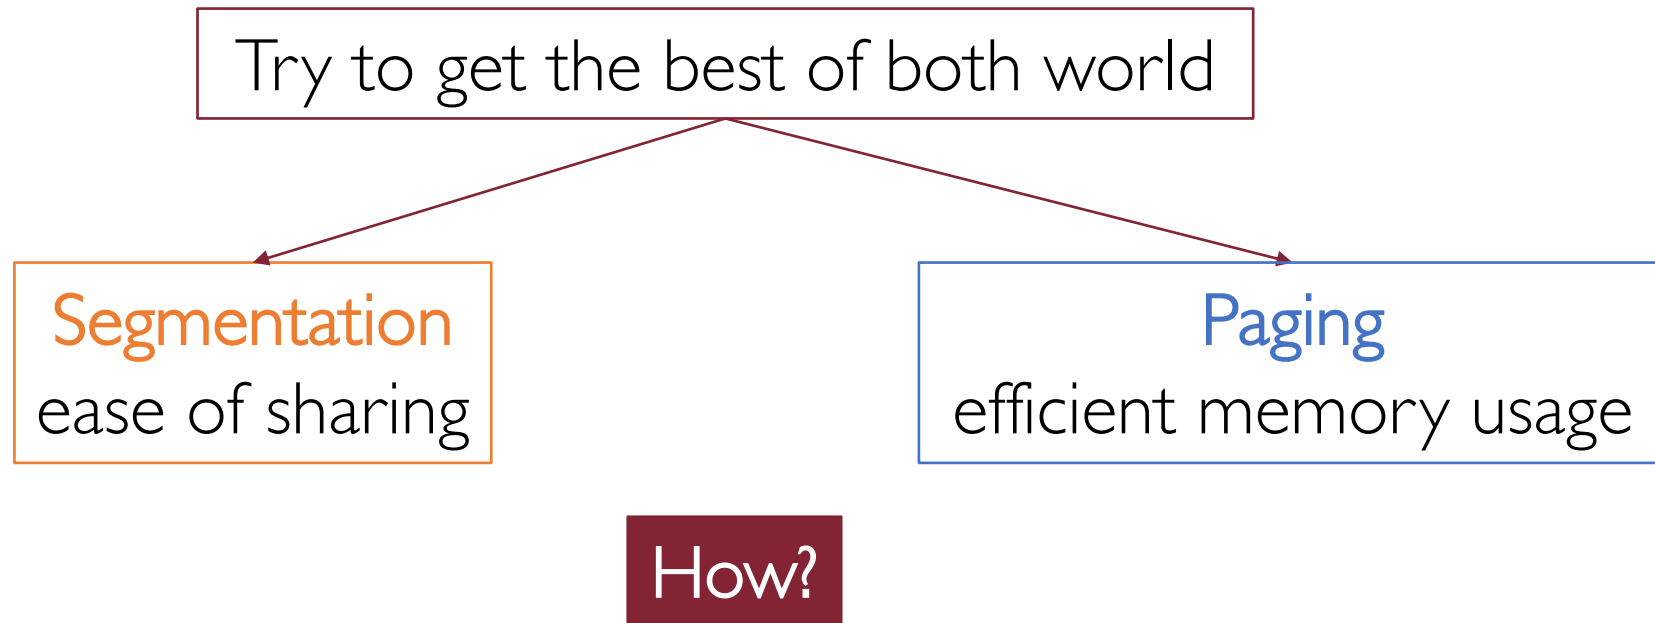 Try to get the best of both world
Segmentation
ease of sharing
Paging
efficient memory usage
How?